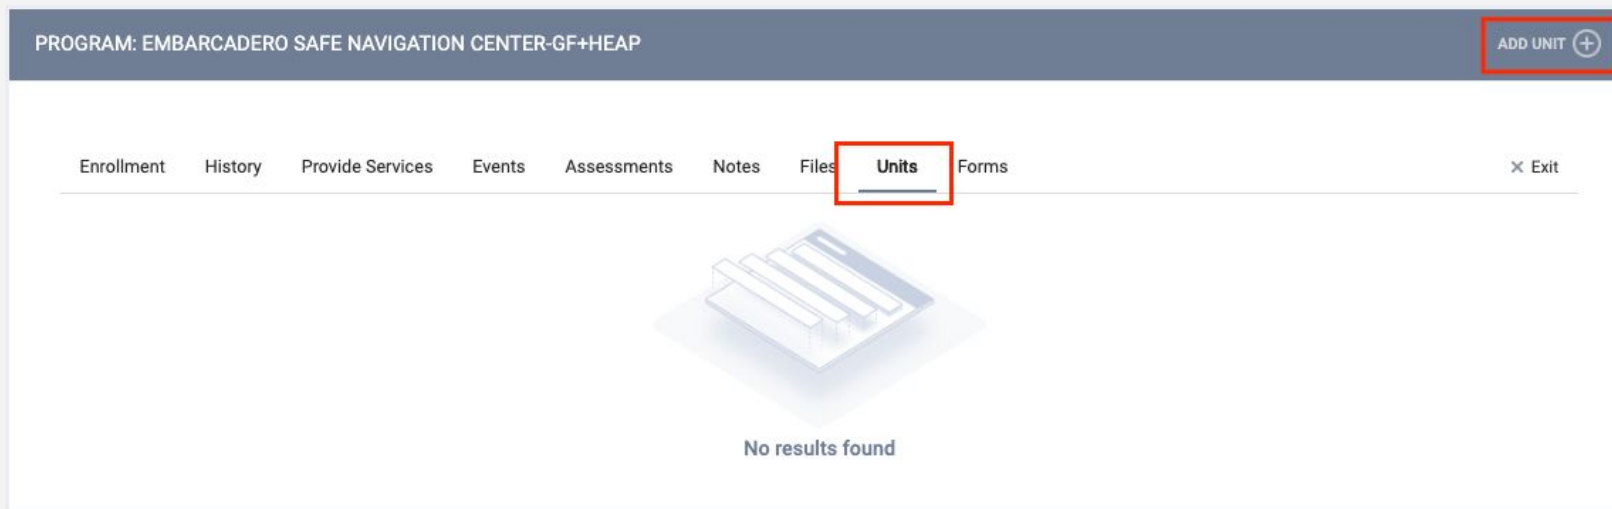 PROGRAM: EMBARCADERO SAFE NAVIGATION CENTER-GF+HEAP ADD UNIT
Enrollment History Provide Services Events Assessments Notes Files Units Forms Exit
No results found